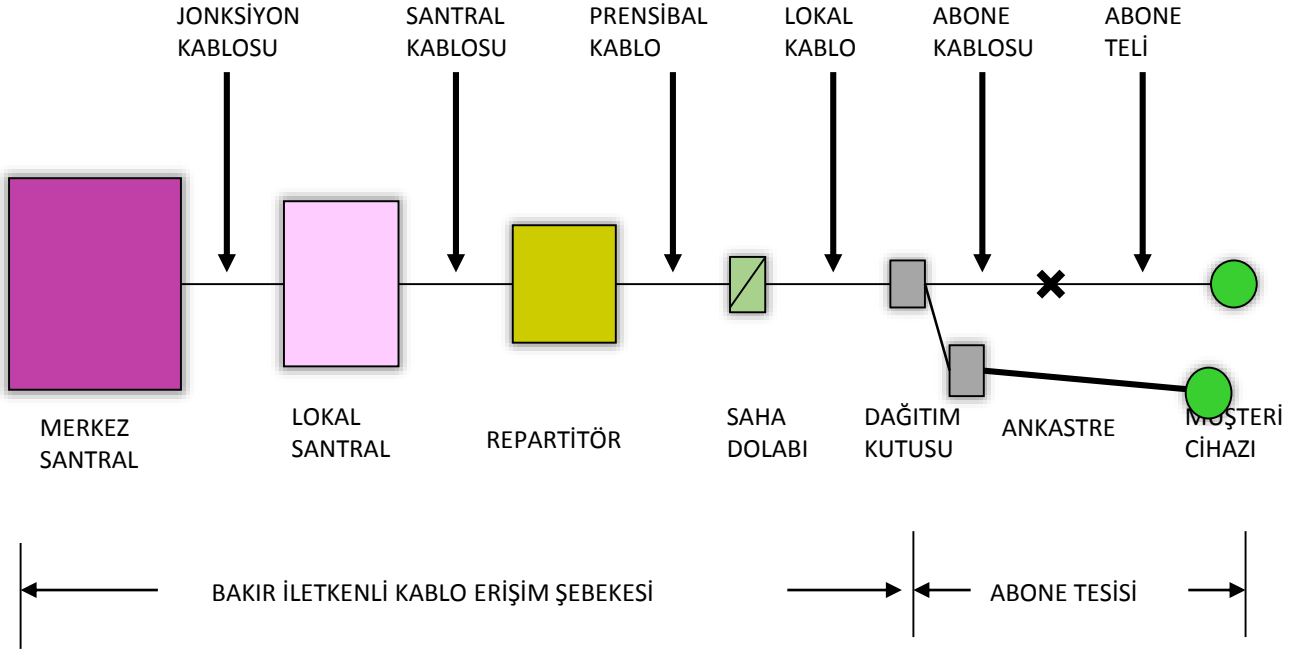 JONKSİYON
KABLOSU
SANTRAL
KABLOSU
PRENSİBAL
KABLO
LOKAL
KABLO
ABONE
KABLOSU
ABONE
TELİ
MERKEZ
SANTRAL
LOKAL
SANTRAL
REPARTİTÖR
SAHA
DOLABI
DAĞITIM
KUTUSU
ANKASTRE
MÜŞTERİ
CİHAZI
BAKIR İLETKENLİ KABLO ERİŞİM ŞEBEKESİ
ABONE TESİSİ